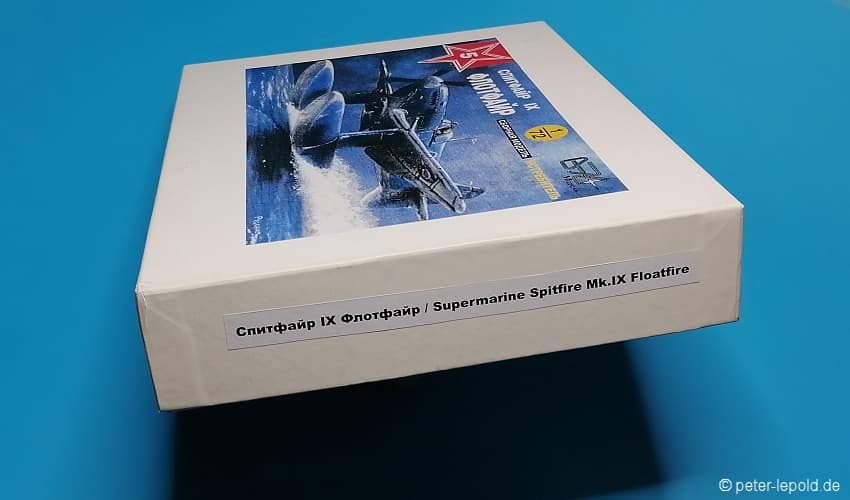 5
СПИТФАЙР IX
ФЛОТФАЙР
1/72
Спитфайр IX Флотфайр / Supermarine Spitfire Mk.IX Floatfire
© peter-lepold.de